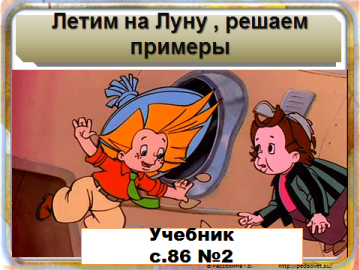 Летим на Луну , решаем
примеры
Учебник
с.86 №2
http://pedsovet.su/